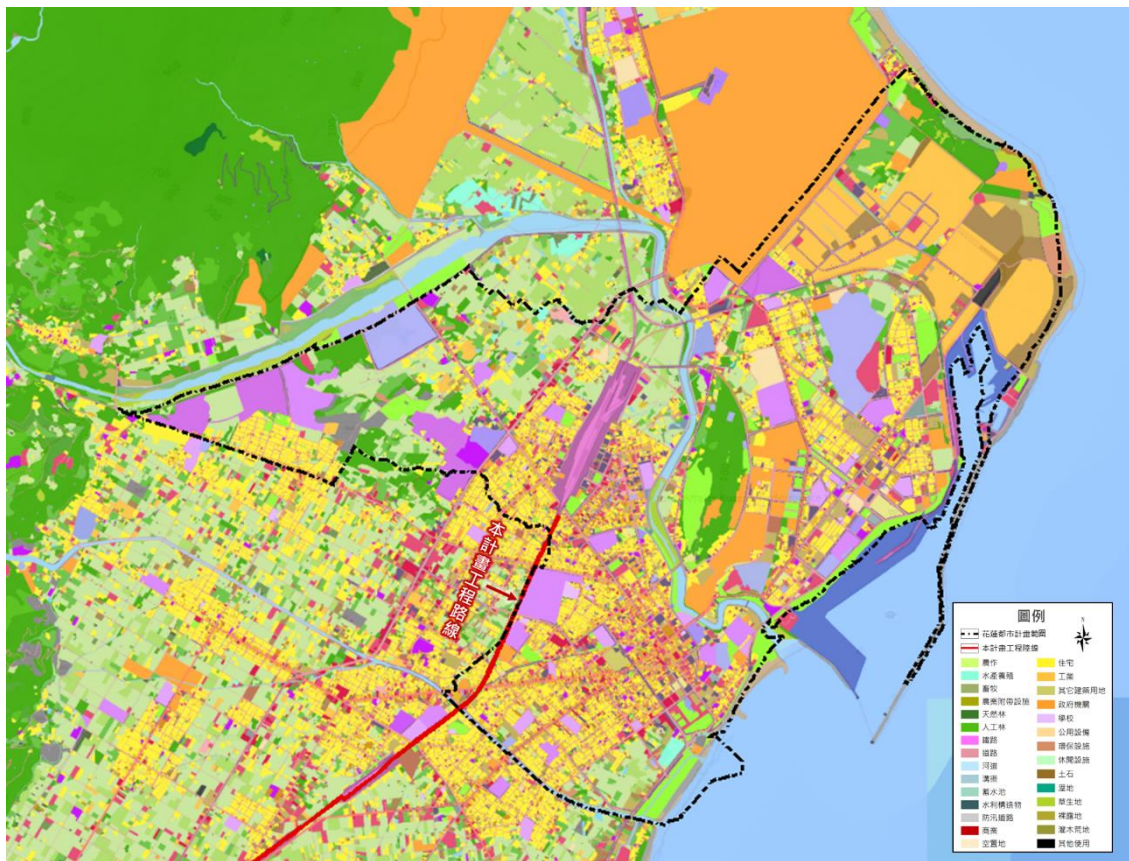 本計畫工程路線
圖例
N
花蓮都市計畫範圍
本計畫工程路線
農作
水產養殖
畜牧
農業附帶設施
天然林
人工林
鐵路
道路
河道
溝渠
蓄水池
水利構造物
防汛道路
商業
空置地
住宅
工業
其它建築用地
政府機關
學校
公用設備
環保設施
休閒設施
土石
溼地
草生地
裸露地
灌木荒地
其他使用